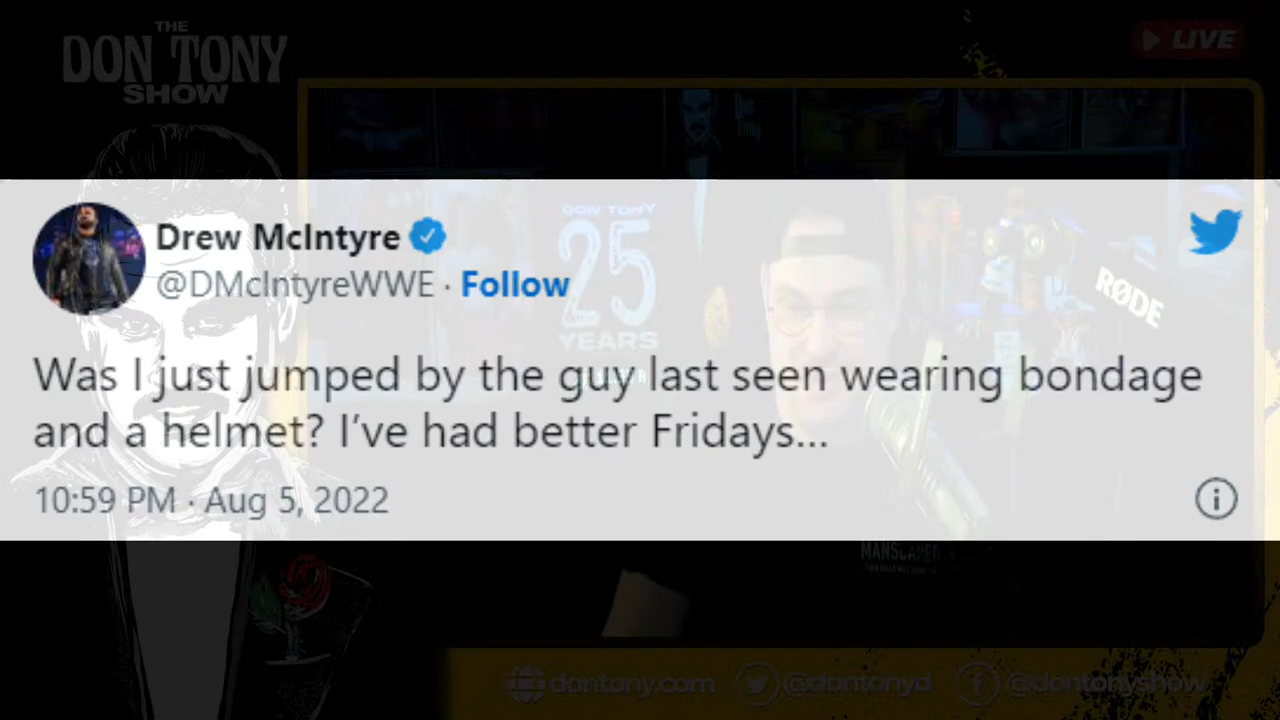 THE
DON TONY
SHOW
LIVE
DON TONY
25
YEARS
RØDE
Drew McIntyre
@DMcIntyreWWE · Follow
Was I just jumped by the guy last seen wearing bondage
and a helmet? I’ve had better Fridays...
10:59 PM · Aug 5, 2022
MANSCAPED
dontony.com
@dontonyd
@dontonyshow